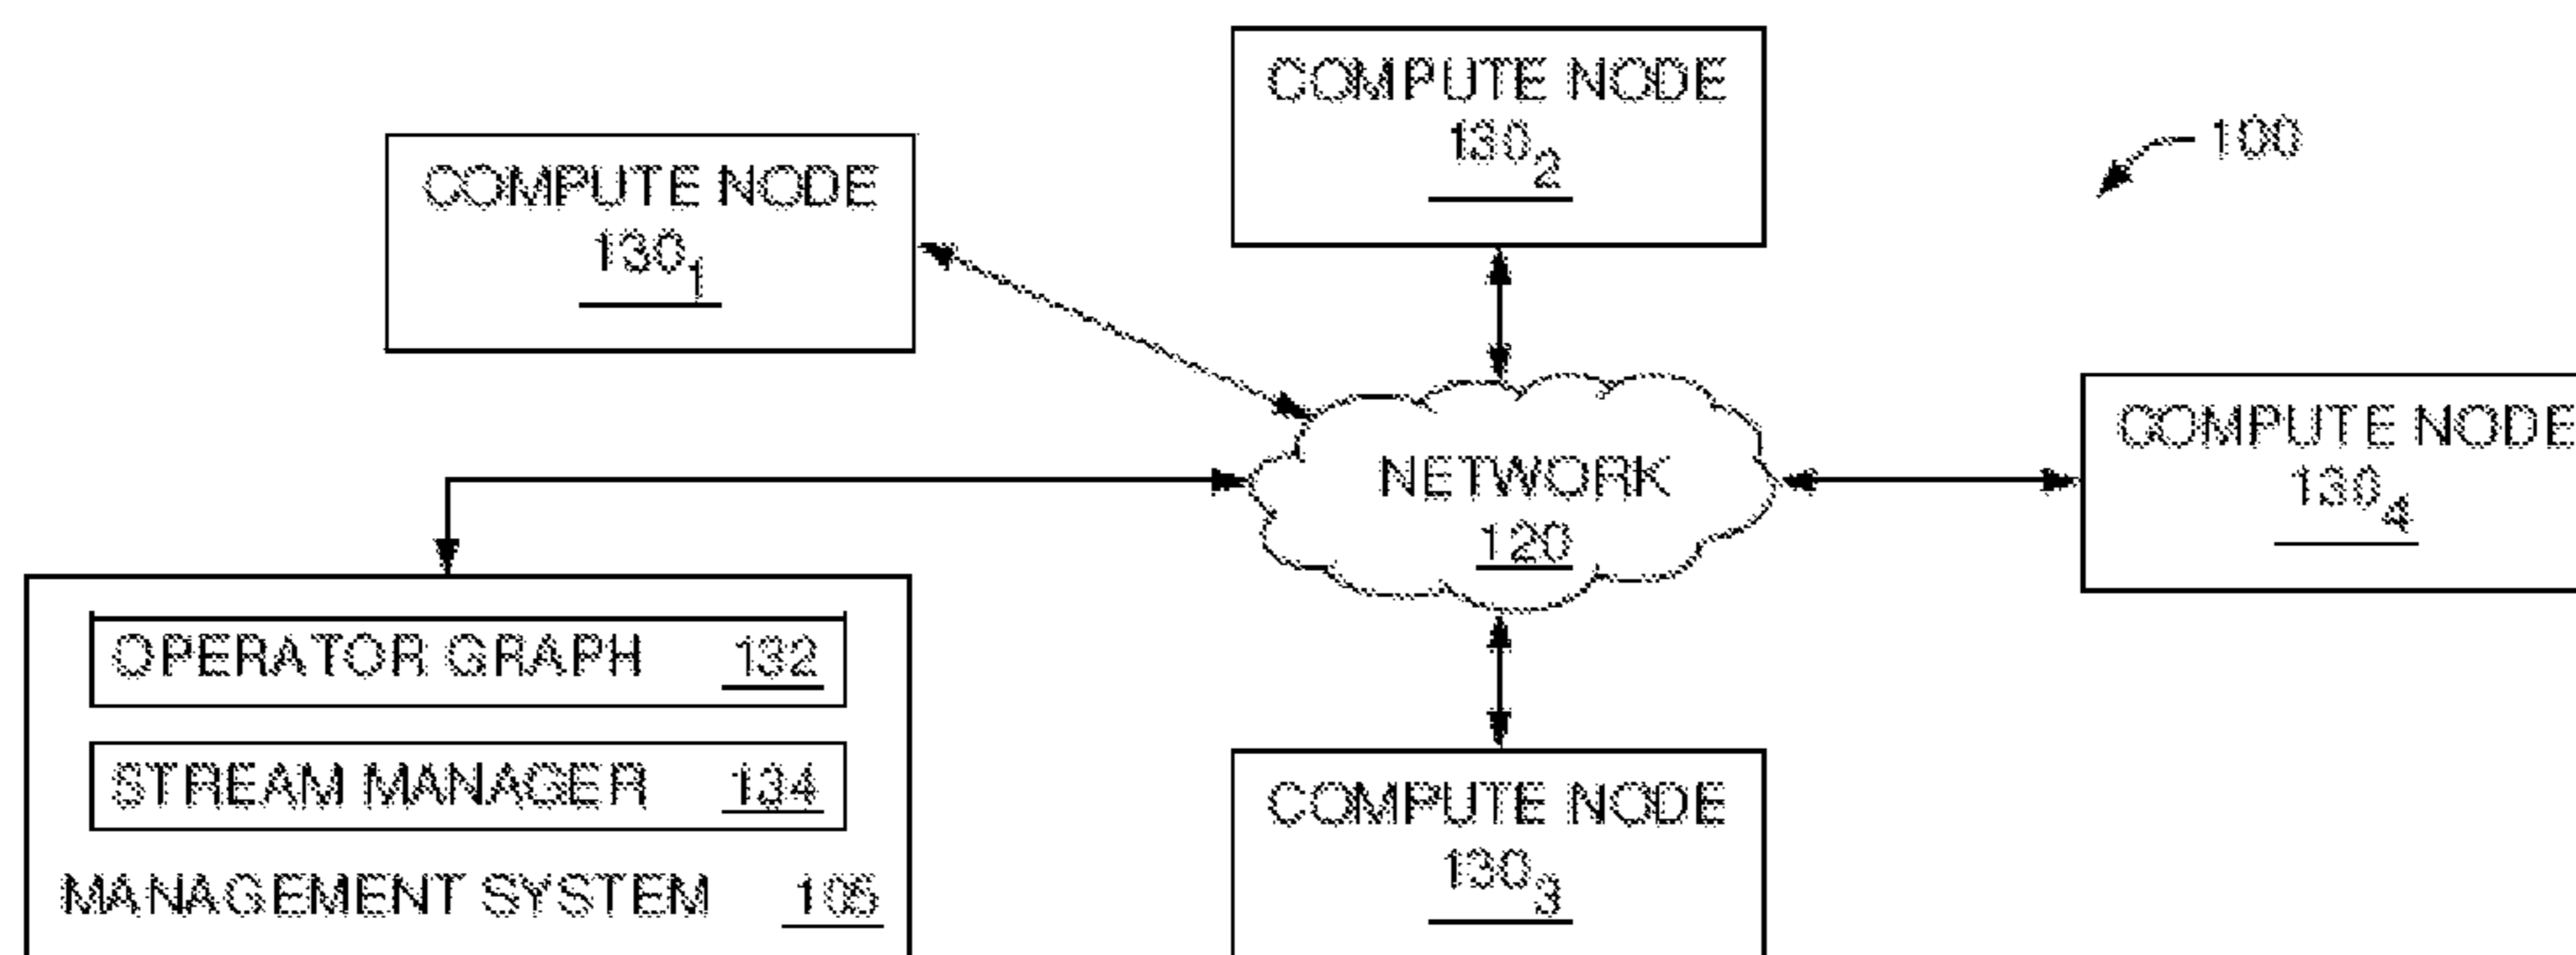 COMPUTE NODE
130₂
100
COMPUTE NODE
130₁
COMPUTE NODE
130₄
NETWORK
120
OPERATOR GRAPH 132
STREAM MANAGER 134
MANAGEMENT SYSTEM 105
COMPUTE NODE
130₃